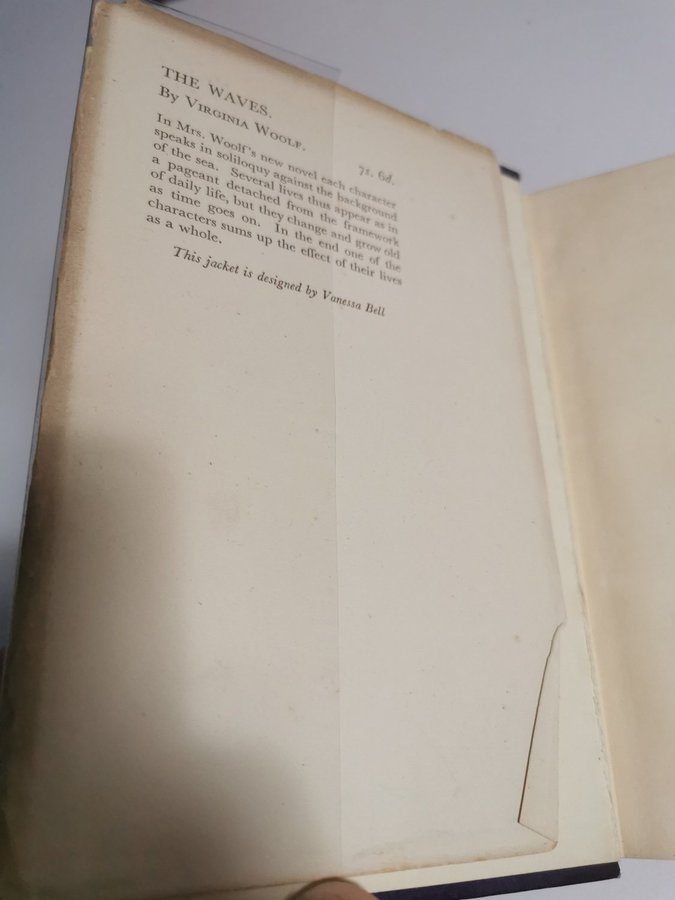 THE WAVES.
By Virginia Woolf.
7s. 6d.
In Mrs. Woolf's new novel each character
speaks in soliloquy against the background
of the sea. Several lives thus appear as in
a pageant detached from the framework
of daily life, but they change and grow old
as time goes on. In the end one of the
characters sums up the effect of their lives
as a whole.
This jacket is designed by Vanessa Bell